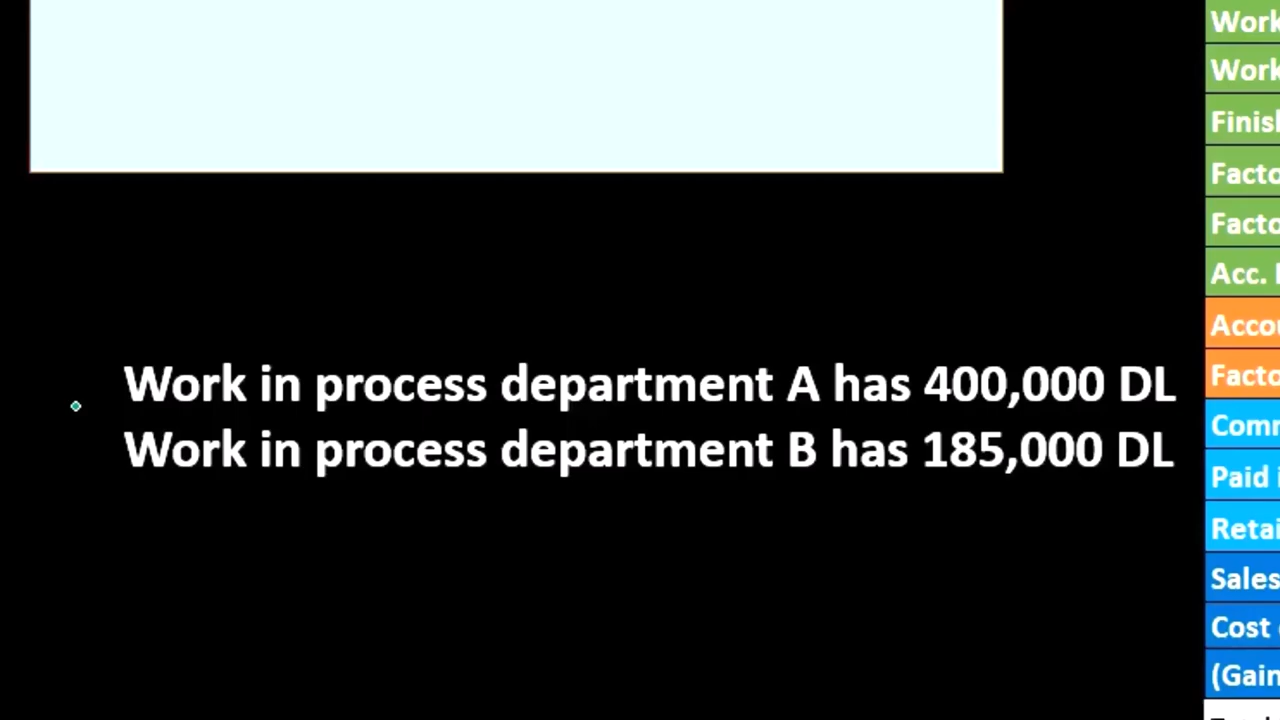 Work in process department A has 400,000 DL
Work in process department B has 185,000 DL
Work
Work
Finish
Facto
Facto
Acc.
Accou
Facto
Comm
Paid i
Retai
Sales
Cost
(Gain